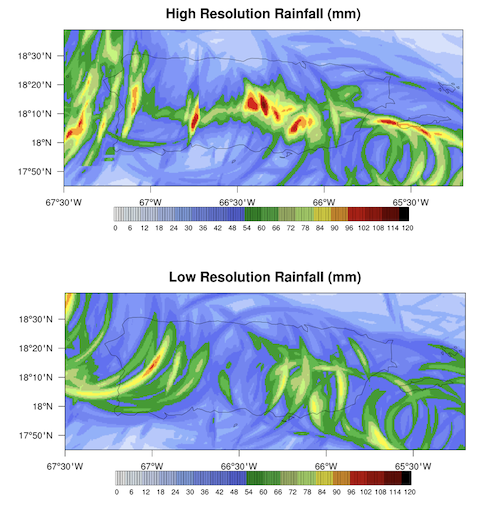 High Resolution Rainfall (mm)
18°30'N
18°20'N
18°10'N
18°N
17°50'N
67°30'W 67°W 66°30'W 66°W 65°30'W
0 6 12 18 24 30 36 42 48 54 60 66 72 78 84 90 96 102 108 114 120
Low Resolution Rainfall (mm)
18°30'N
18°20'N
18°10'N
18°N
17°50'N
67°30'W 67°W 66°30'W 66°W 65°30'W
0 6 12 18 24 30 36 42 48 54 60 66 72 78 84 90 96 102 108 114 120